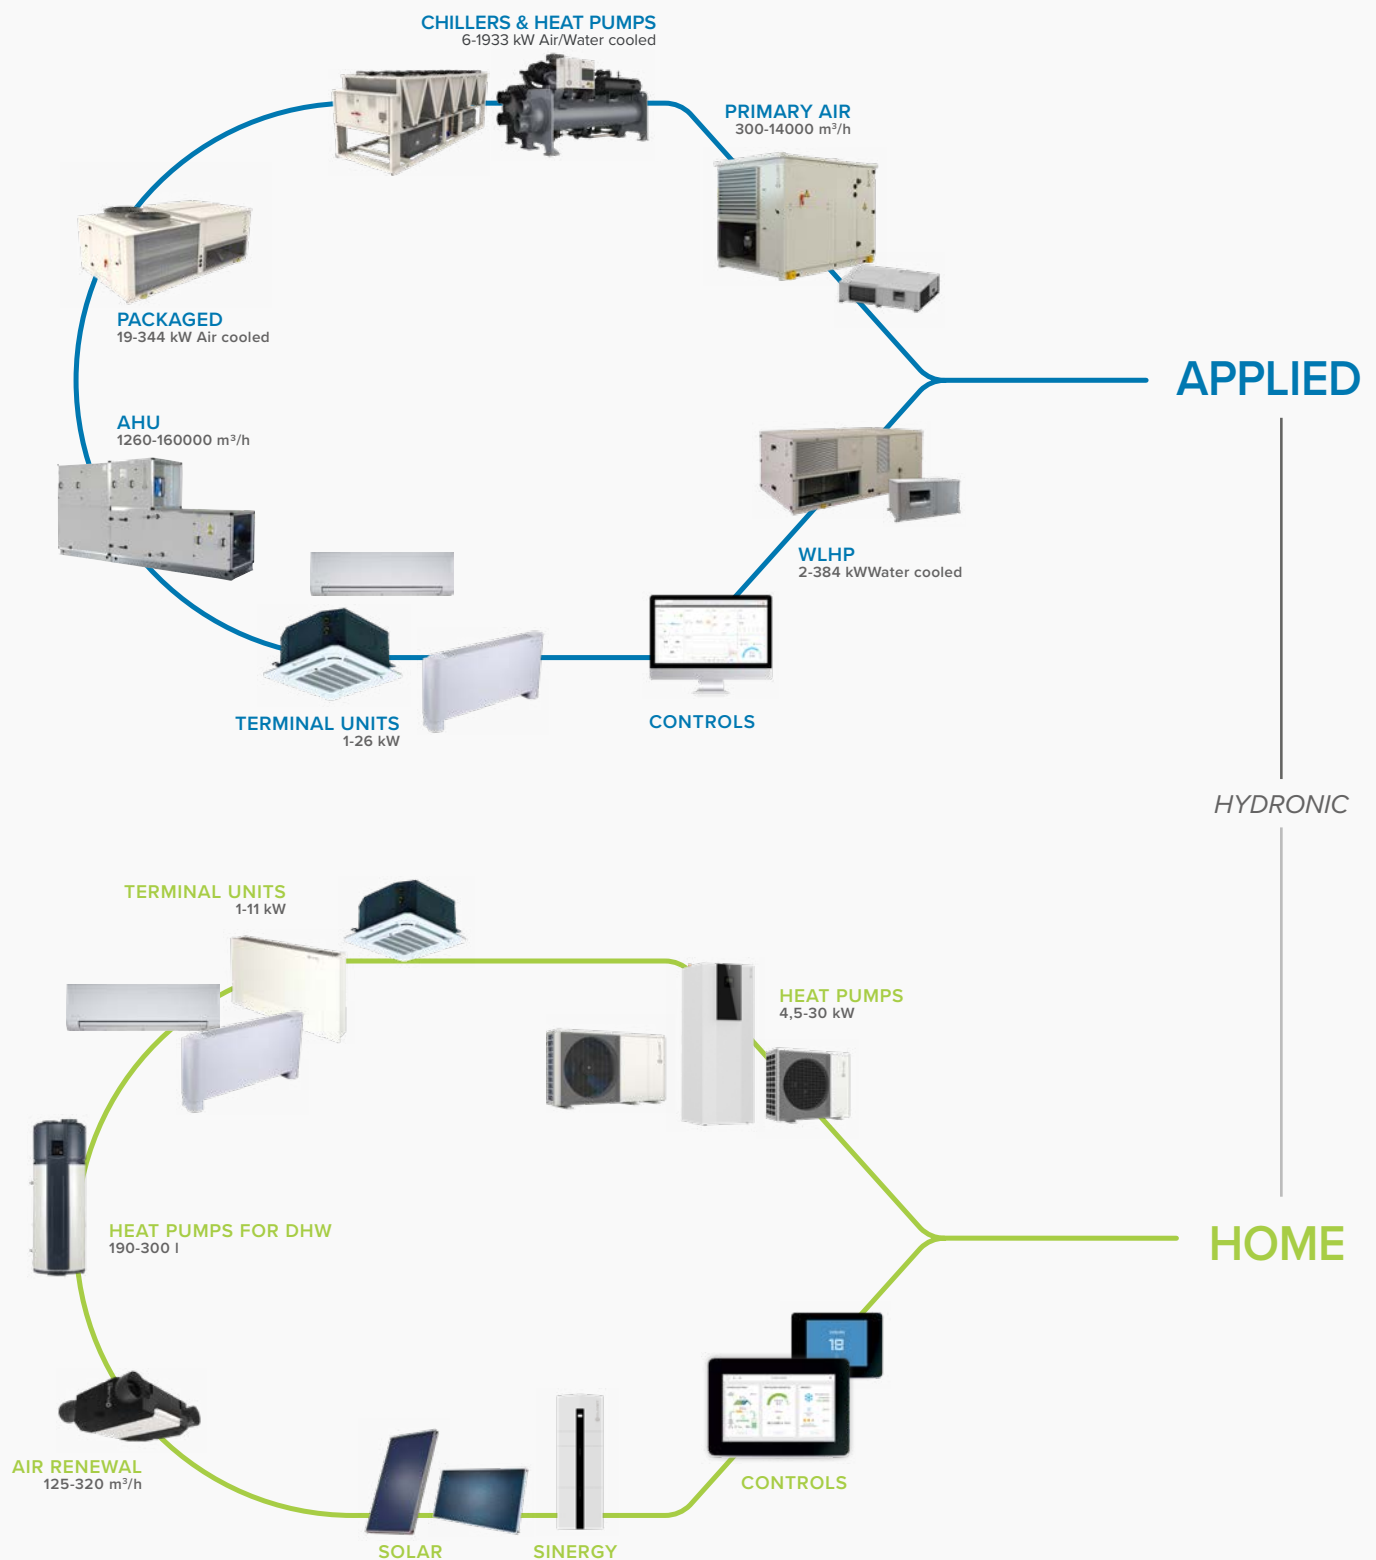 CHILLERS & HEAT PUMPS
6-1933 kW Air/Water cooled
PRIMARY AIR
300-14000 m³/h
PACKAGED
19-344 kW Air cooled
APPLIED
AHU
1260-160000 m³/h
WLHP
2-384 kWWater cooled
TERMINAL UNITS
1-26 kW
CONTROLS
HYDRONIC
TERMINAL UNITS
1-11 kW
HEAT PUMPS
4,5-30 kW
HEAT PUMPS FOR DHW
190-300 l
HOME
18
AIR RENEWAL
125-320 m³/h
CONTROLS
SOLAR
SINERGY